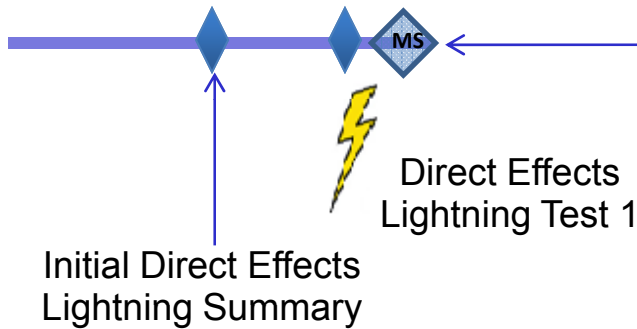 MS
Direct Effects
Lightning Test 1
Initial Direct Effects
Lightning Summary